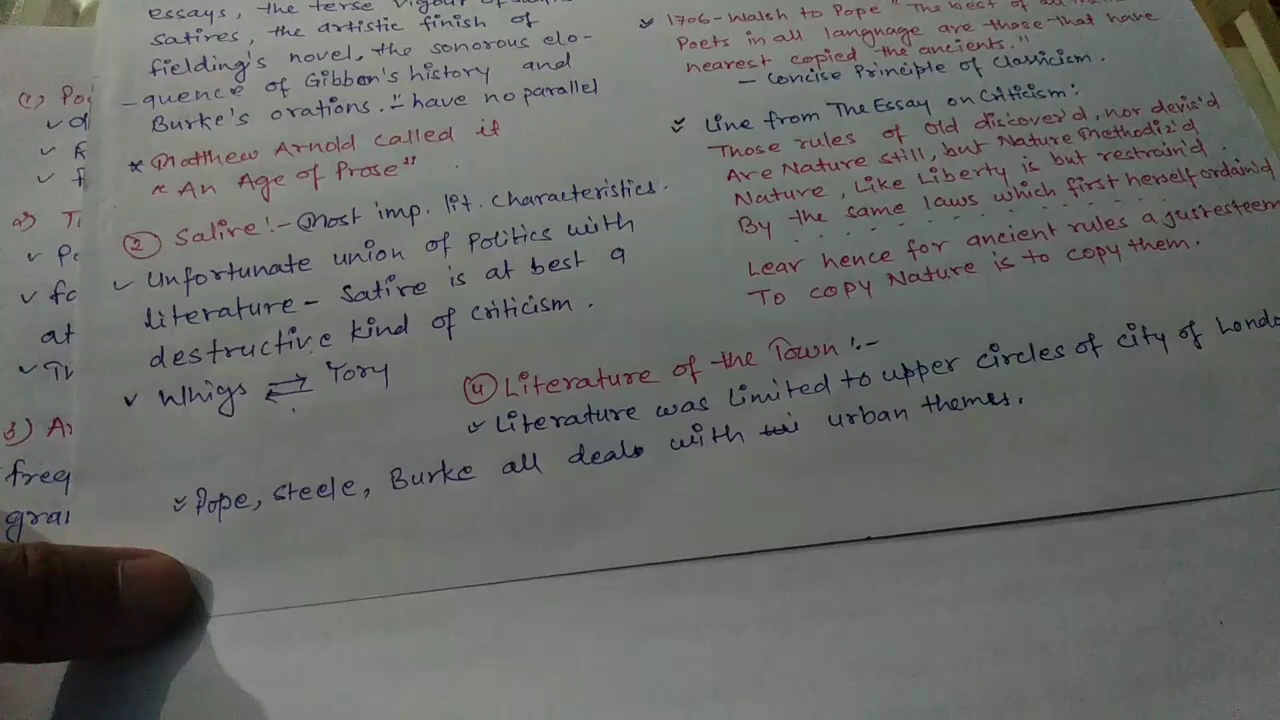 essays, the terse vigour of
satires, the artistic finish of
fielding's novel, the sonorous elo-
-quence of Gibbon's history and
Burke's orations." have no parallel
* Matthew Arnold called it
" An Age of Prose"
② Satire :- Most imp. lit. characteristics.
✓ Unfortunate union of Politics with
literature - Satire is at best a
destructive kind of criticism.
✓ Whigs ⇄ Tory
1706 - Walsh to Pope " The best of
Poets in all language are those that have
nearest copied the ancients."
- Concise Principle of Classicism.
Line from The Essay on Criticism :
Those rules of old discover'd, nor devis'd
Are Nature still, but Nature Methodiz'd
Nature, Like Liberty is but restrain'd
By the same laws which first herself ordain'd
Lear hence for ancient rules a just esteem
To copy Nature is to copy them.
④ Literature of the Town :-
Literature was limited to upper circles of city of Londo
Pope, Steele, Burke all deals with urban themes.
3) A
freq
gra